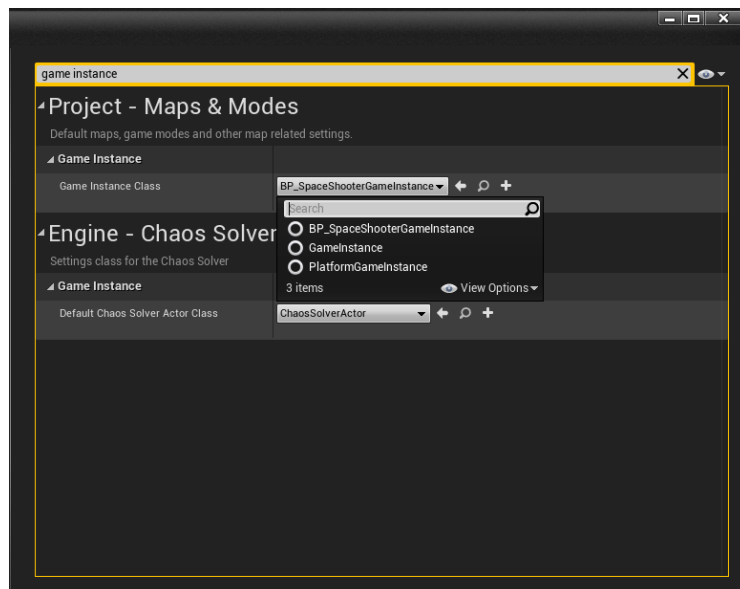 game instance
Project - Maps & Modes
Default maps, game modes and other map related settings.
Game Instance
Game Instance Class
BP_SpaceShooterGameInstance
Search
BP_SpaceShooterGameInstance
GameInstance
PlatformGameInstance
3 items View Options
Engine - Chaos Solver
Settings class for the Chaos Solver
Game Instance
Default Chaos Solver Actor Class
ChaosSolverActor